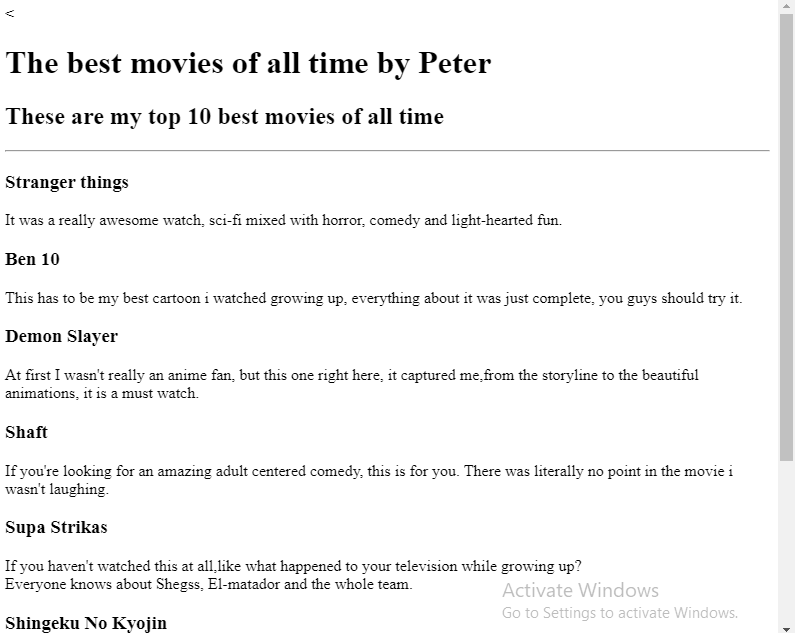 <
The best movies of all time by Peter
These are my top 10 best movies of all time
Stranger things
It was a really awesome watch, sci-fi mixed with horror, comedy and light-hearted fun.
Ben 10
This has to be my best cartoon i watched growing up, everything about it was just complete, you guys should try it.
Demon Slayer
At first I wasn't really an anime fan, but this one right here, it captured me,from the storyline to the beautiful
animations, it is a must watch.
Shaft
If you're looking for an amazing adult centered comedy, this is for you. There was literally no point in the movie i
wasn't laughing.
Supa Strikas
If you haven't watched this at all,like what happened to your television while growing up?
Everyone knows about Shegss, El-matador and the whole team.
Activate Windows
Go to Settings to activate Windows.
Shingeku No Kyojin